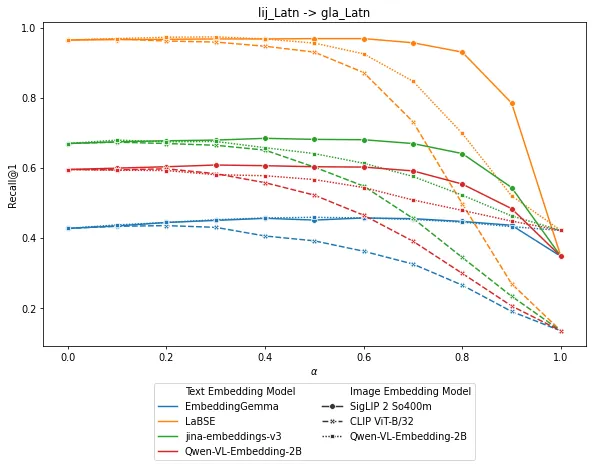 lij_Latn -> gla_Latn
1.0
0.8
0.6
0.4
0.2
Recall@1
0.0 0.2 0.4 0.6 0.8 1.0
α
Text Embedding Model Image Embedding Model
EmbeddingGemma SigLIP 2 So400m
LaBSE CLIP ViT-B/32
jina-embeddings-v3 Qwen-VL-Embedding-2B
Qwen-VL-Embedding-2B